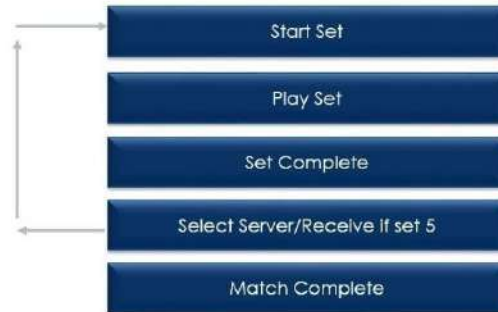 Start Set
Play Set
Set Complete
Select Server/Receive if set 5
Match Complete